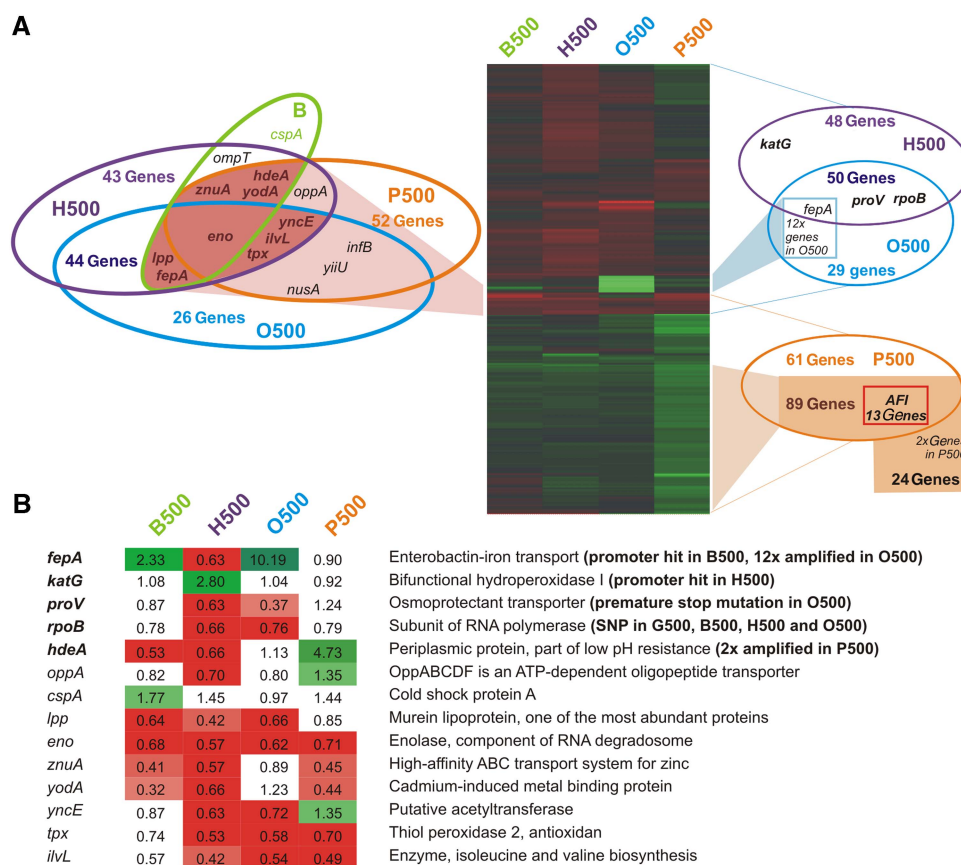 A
B500 H500 O500 P500
B
cspA
ompT
43 Genes
hdeA
znuA yodA oppA
P500
52 Genes
H500
yncE
eno ilvL
infB
44 Genes
lpp
tpx
yiiU
fepA
nusA
26 Genes
O500
48 Genes
katG
H500
50 Genes
fepA proV rpoB
12x
genes
in O500
O500
29 genes
61 Genes P500
89 Genes
AFI
13 Genes
2xGenes
in P500
24 Genes
B
B500 H500 O500 P500
fepA 2.33 0.63 10.19 0.90 Enterobactin-iron transport (promoter hit in B500, 12x amplified in O500)
katG 1.08 2.80 1.04 0.92 Bifunctional hydroperoxidase I (promoter hit in H500)
proV 0.87 0.63 0.37 1.24 Osmoprotectant transporter (premature stop mutation in O500)
rpoB 0.78 0.66 0.76 0.79 Subunit of RNA polymerase (SNP in G500, B500, H500 and O500)
hdeA 0.53 0.66 1.13 4.73 Periplasmic protein, part of low pH resistance (2x amplified in P500)
oppA 0.82 0.70 0.80 1.35 OppABCDF is an ATP-dependent oligopeptide transporter
cspA 1.77 1.45 0.97 1.44 Cold shock protein A
lpp 0.64 0.42 0.66 0.85 Murein lipoprotein, one of the most abundant proteins
eno 0.68 0.57 0.62 0.71 Enolase, component of RNA degradosome
znuA 0.41 0.57 0.89 0.45 High-affinity ABC transport system for zinc
yodA 0.32 0.66 1.23 0.44 Cadmium-induced metal binding protein
yncE 0.87 0.63 0.72 1.35 Putative acetyltransferase
tpx 0.74 0.53 0.58 0.70 Thiol peroxidase 2, antioxidan
ilvL 0.57 0.42 0.54 0.49 Enzyme, isoleucine and valine biosynthesis